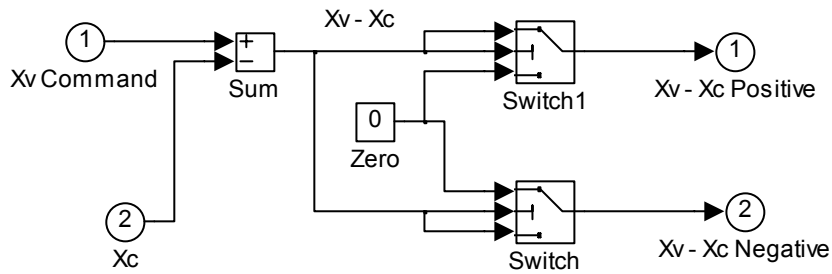 Xv - Xc
1
+
−
1
Xv Command
Sum
Switch1
Xv - Xc Positive
0
Zero
2
2
Xc
Switch
Xv - Xc Negative